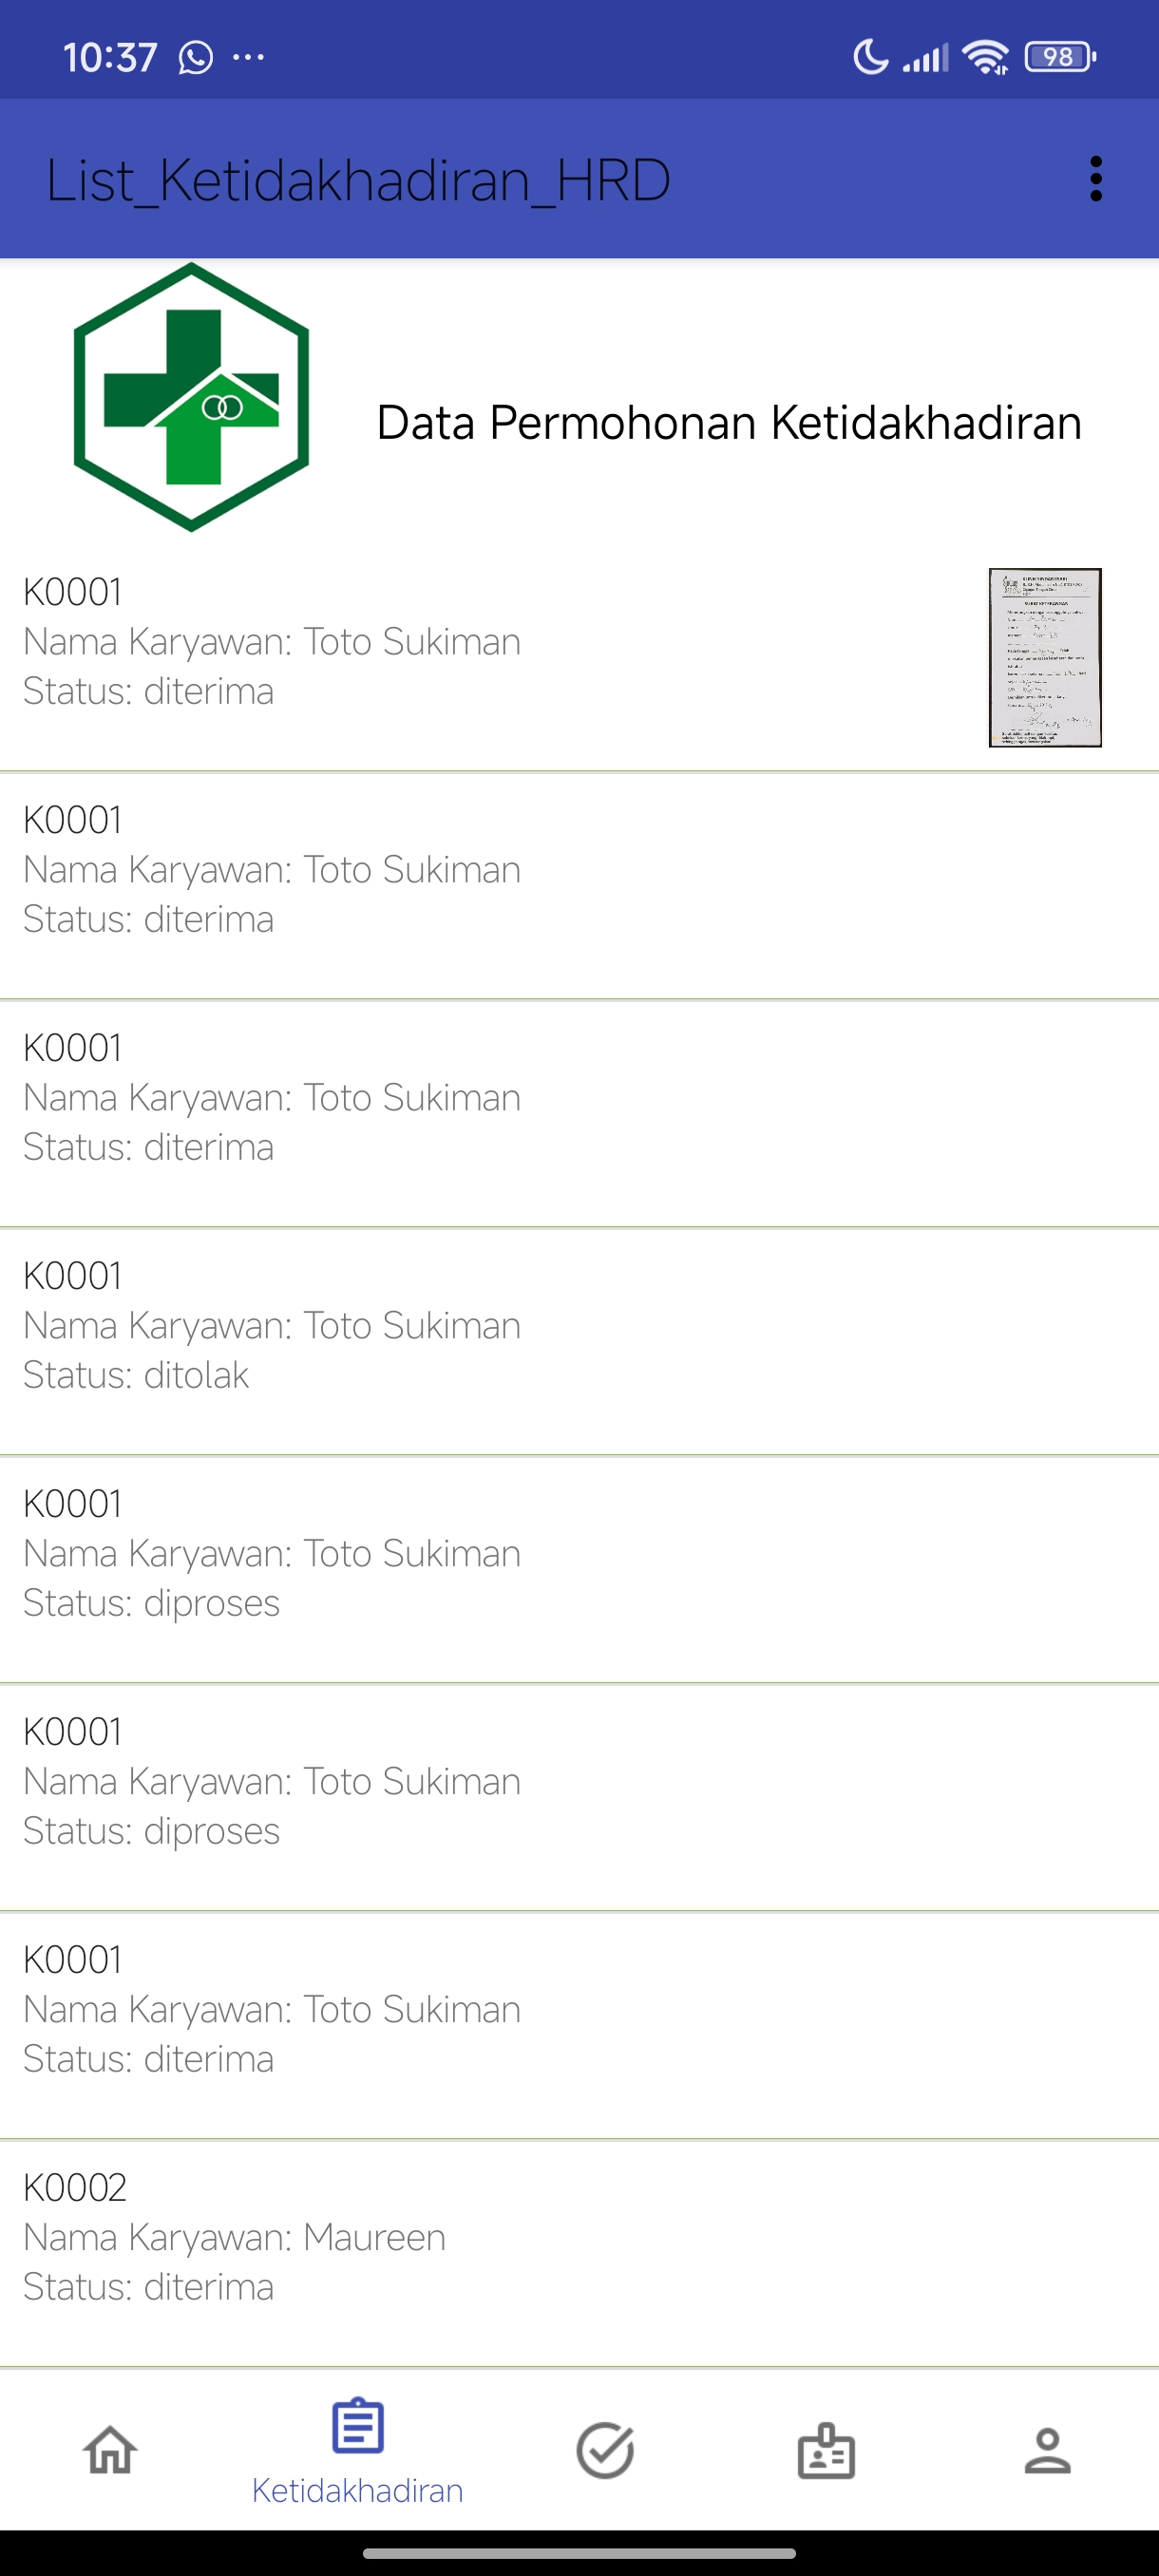 10:37
98
List_Ketidakhadiran_HRD
Data Permohonan Ketidakhadiran
K0001
Nama Karyawan: Toto Sukiman
Status: diterima
K0001
Nama Karyawan: Toto Sukiman
Status: diterima
K0001
Nama Karyawan: Toto Sukiman
Status: diterima
K0001
Nama Karyawan: Toto Sukiman
Status: ditolak
K0001
Nama Karyawan: Toto Sukiman
Status: diproses
K0001
Nama Karyawan: Toto Sukiman
Status: diproses
K0001
Nama Karyawan: Toto Sukiman
Status: diterima
K0002
Nama Karyawan: Maureen
Status: diterima
Ketidakhadiran